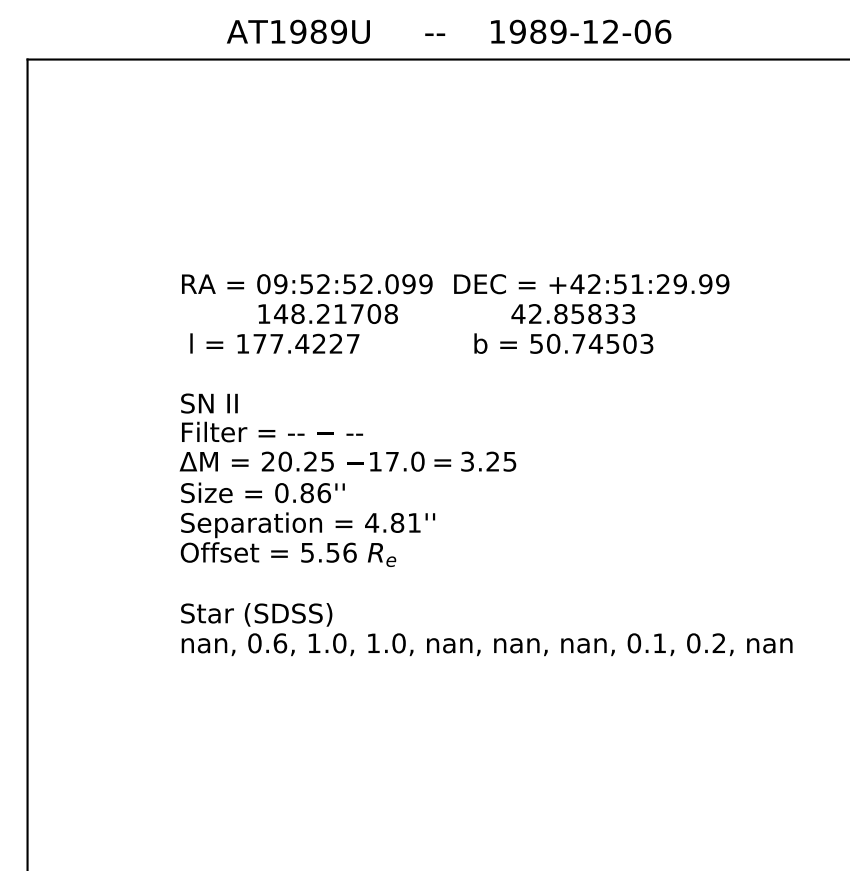 AT1989U -- 1989-12-06
RA = 09:52:52.099 DEC = +42:51:29.99
148.21708 42.85833
l = 177.4227 b = 50.74503
SN II
Filter = -- − --
ΔM = 20.25 −17.0 = 3.25
Size = 0.86''
Separation = 4.81''
Offset = 5.56 Rₑ
Star (SDSS)
nan, 0.6, 1.0, 1.0, nan, nan, nan, 0.1, 0.2, nan